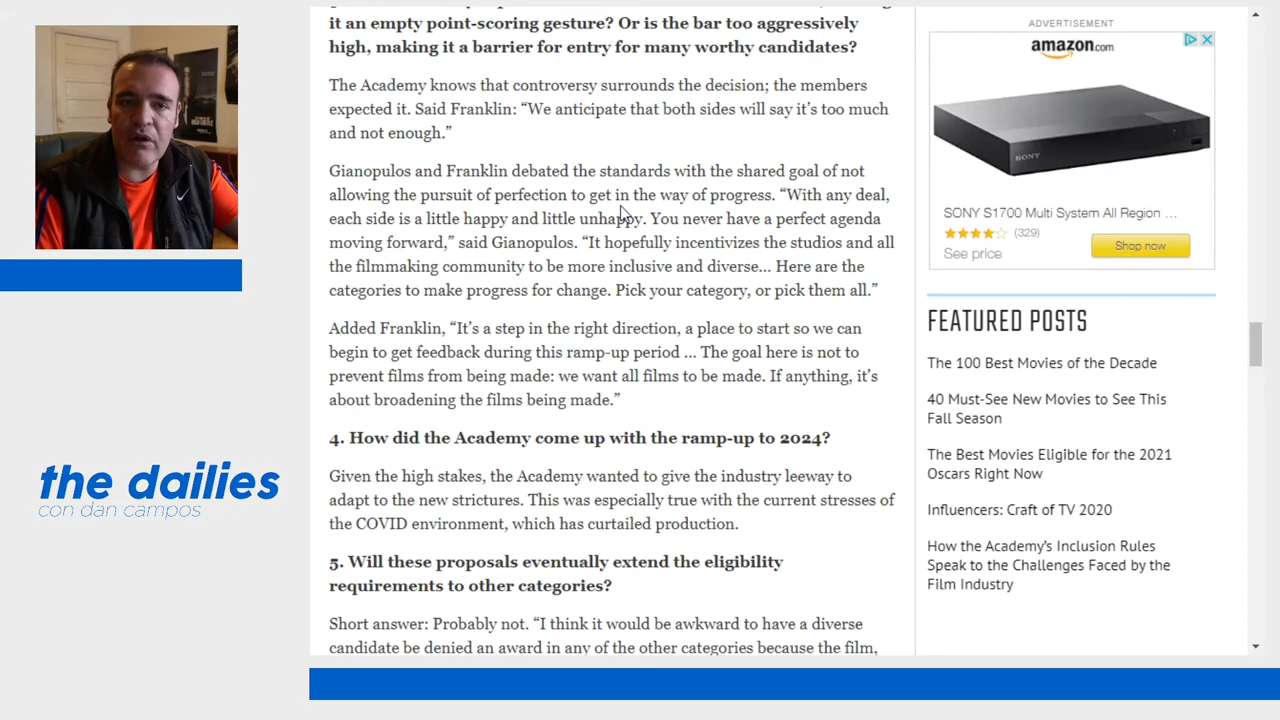 it an empty point-scoring gesture? Or is the bar too aggressively
high, making it a barrier for entry for many worthy candidates?
The Academy knows that controversy surrounds the decision; the members
expected it. Said Franklin: “We anticipate that both sides will say it’s too much
and not enough.”
Gianopulos and Franklin debated the standards with the shared goal of not
allowing the pursuit of perfection to get in the way of progress. “With any deal,
each side is a little happy and little unhappy. You never have a perfect agenda
moving forward,” said Gianopulos. “It hopefully incentivizes the studios and all
the filmmaking community to be more inclusive and diverse… Here are the
categories to make progress for change. Pick your category, or pick them all.”
Added Franklin, “It’s a step in the right direction, a place to start so we can
begin to get feedback during this ramp-up period … The goal here is not to
prevent films from being made: we want all films to be made. If anything, it’s
about broadening the films being made.”
4. How did the Academy come up with the ramp-up to 2024?
Given the high stakes, the Academy wanted to give the industry leeway to
adapt to the new strictures. This was especially true with the current stresses of
the COVID environment, which has curtailed production.
5. Will these proposals eventually extend the eligibility
requirements to other categories?
Short answer: Probably not. “I think it would be awkward to have a diverse
candidate be denied an award in any of the other categories because the film,
ADVERTISEMENT
amazon.com
SONY
SONY S1700 Multi System All Region ...
(329)
See price
Shop now
FEATURED POSTS
The 100 Best Movies of the Decade
40 Must-See New Movies to See This
Fall Season
The Best Movies Eligible for the 2021
Oscars Right Now
Influencers: Craft of TV 2020
How the Academy’s Inclusion Rules
Speak to the Challenges Faced by the
Film Industry
the dailies
con dan campos